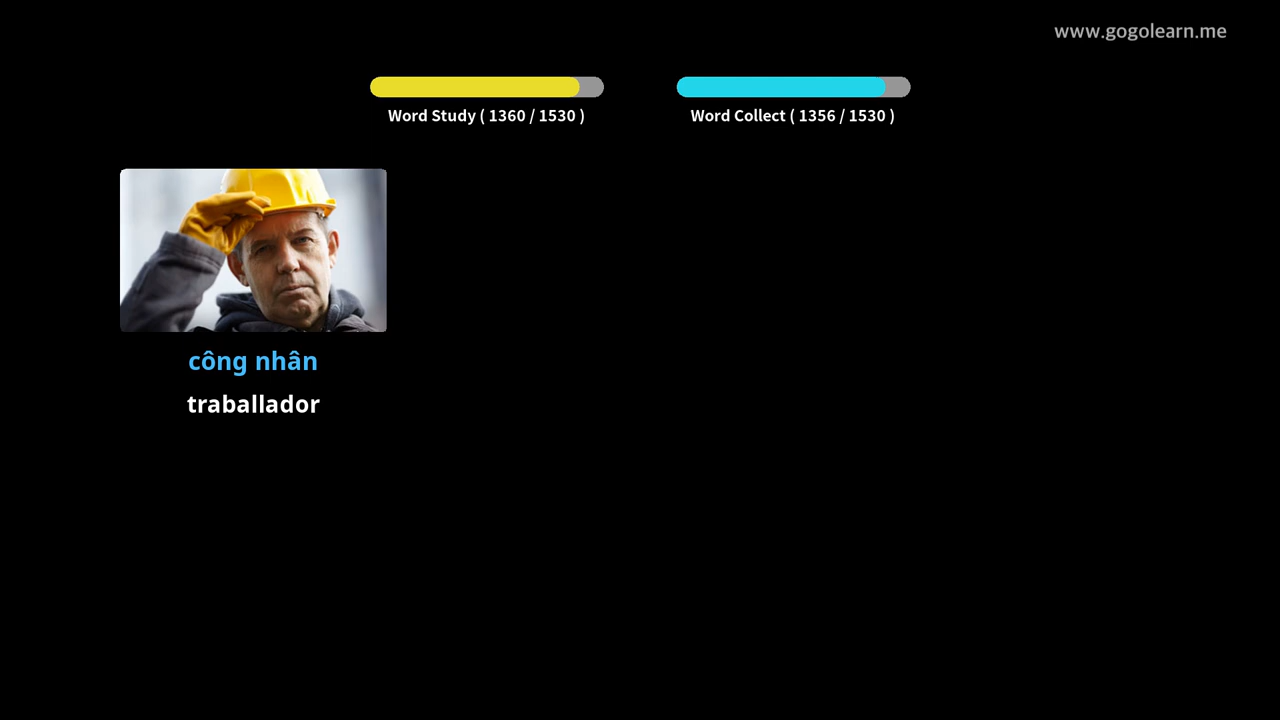 www.gogolearn.me
Word Study ( 1360 / 1530 )
Word Collect ( 1356 / 1530 )
công nhân
traballador